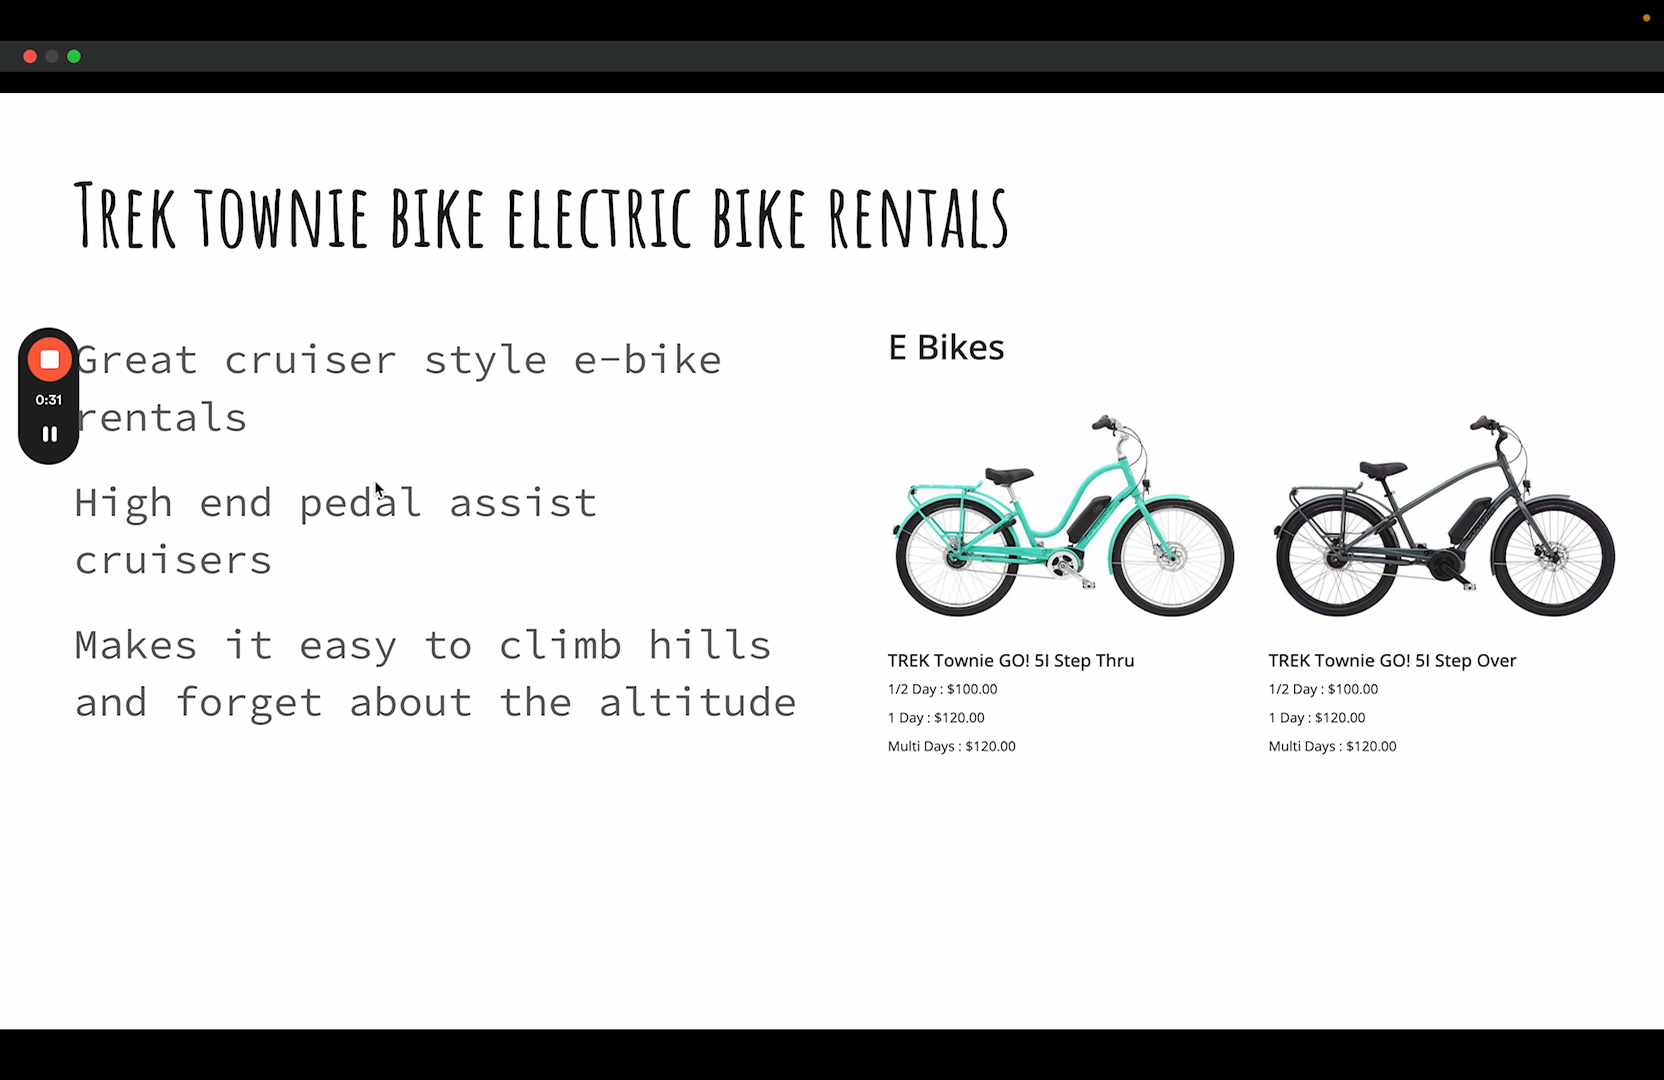 Trek townie bike electric bike rentals
0:31
Great cruiser style e-bike
rentals
High end pedal assist
cruisers
Makes it easy to climb hills
and forget about the altitude
E Bikes
TREK Townie GO! 5I Step Thru
1/2 Day : $100.00
1 Day : $120.00
Multi Days : $120.00
TREK Townie GO! 5I Step Over
1/2 Day : $100.00
1 Day : $120.00
Multi Days : $120.00